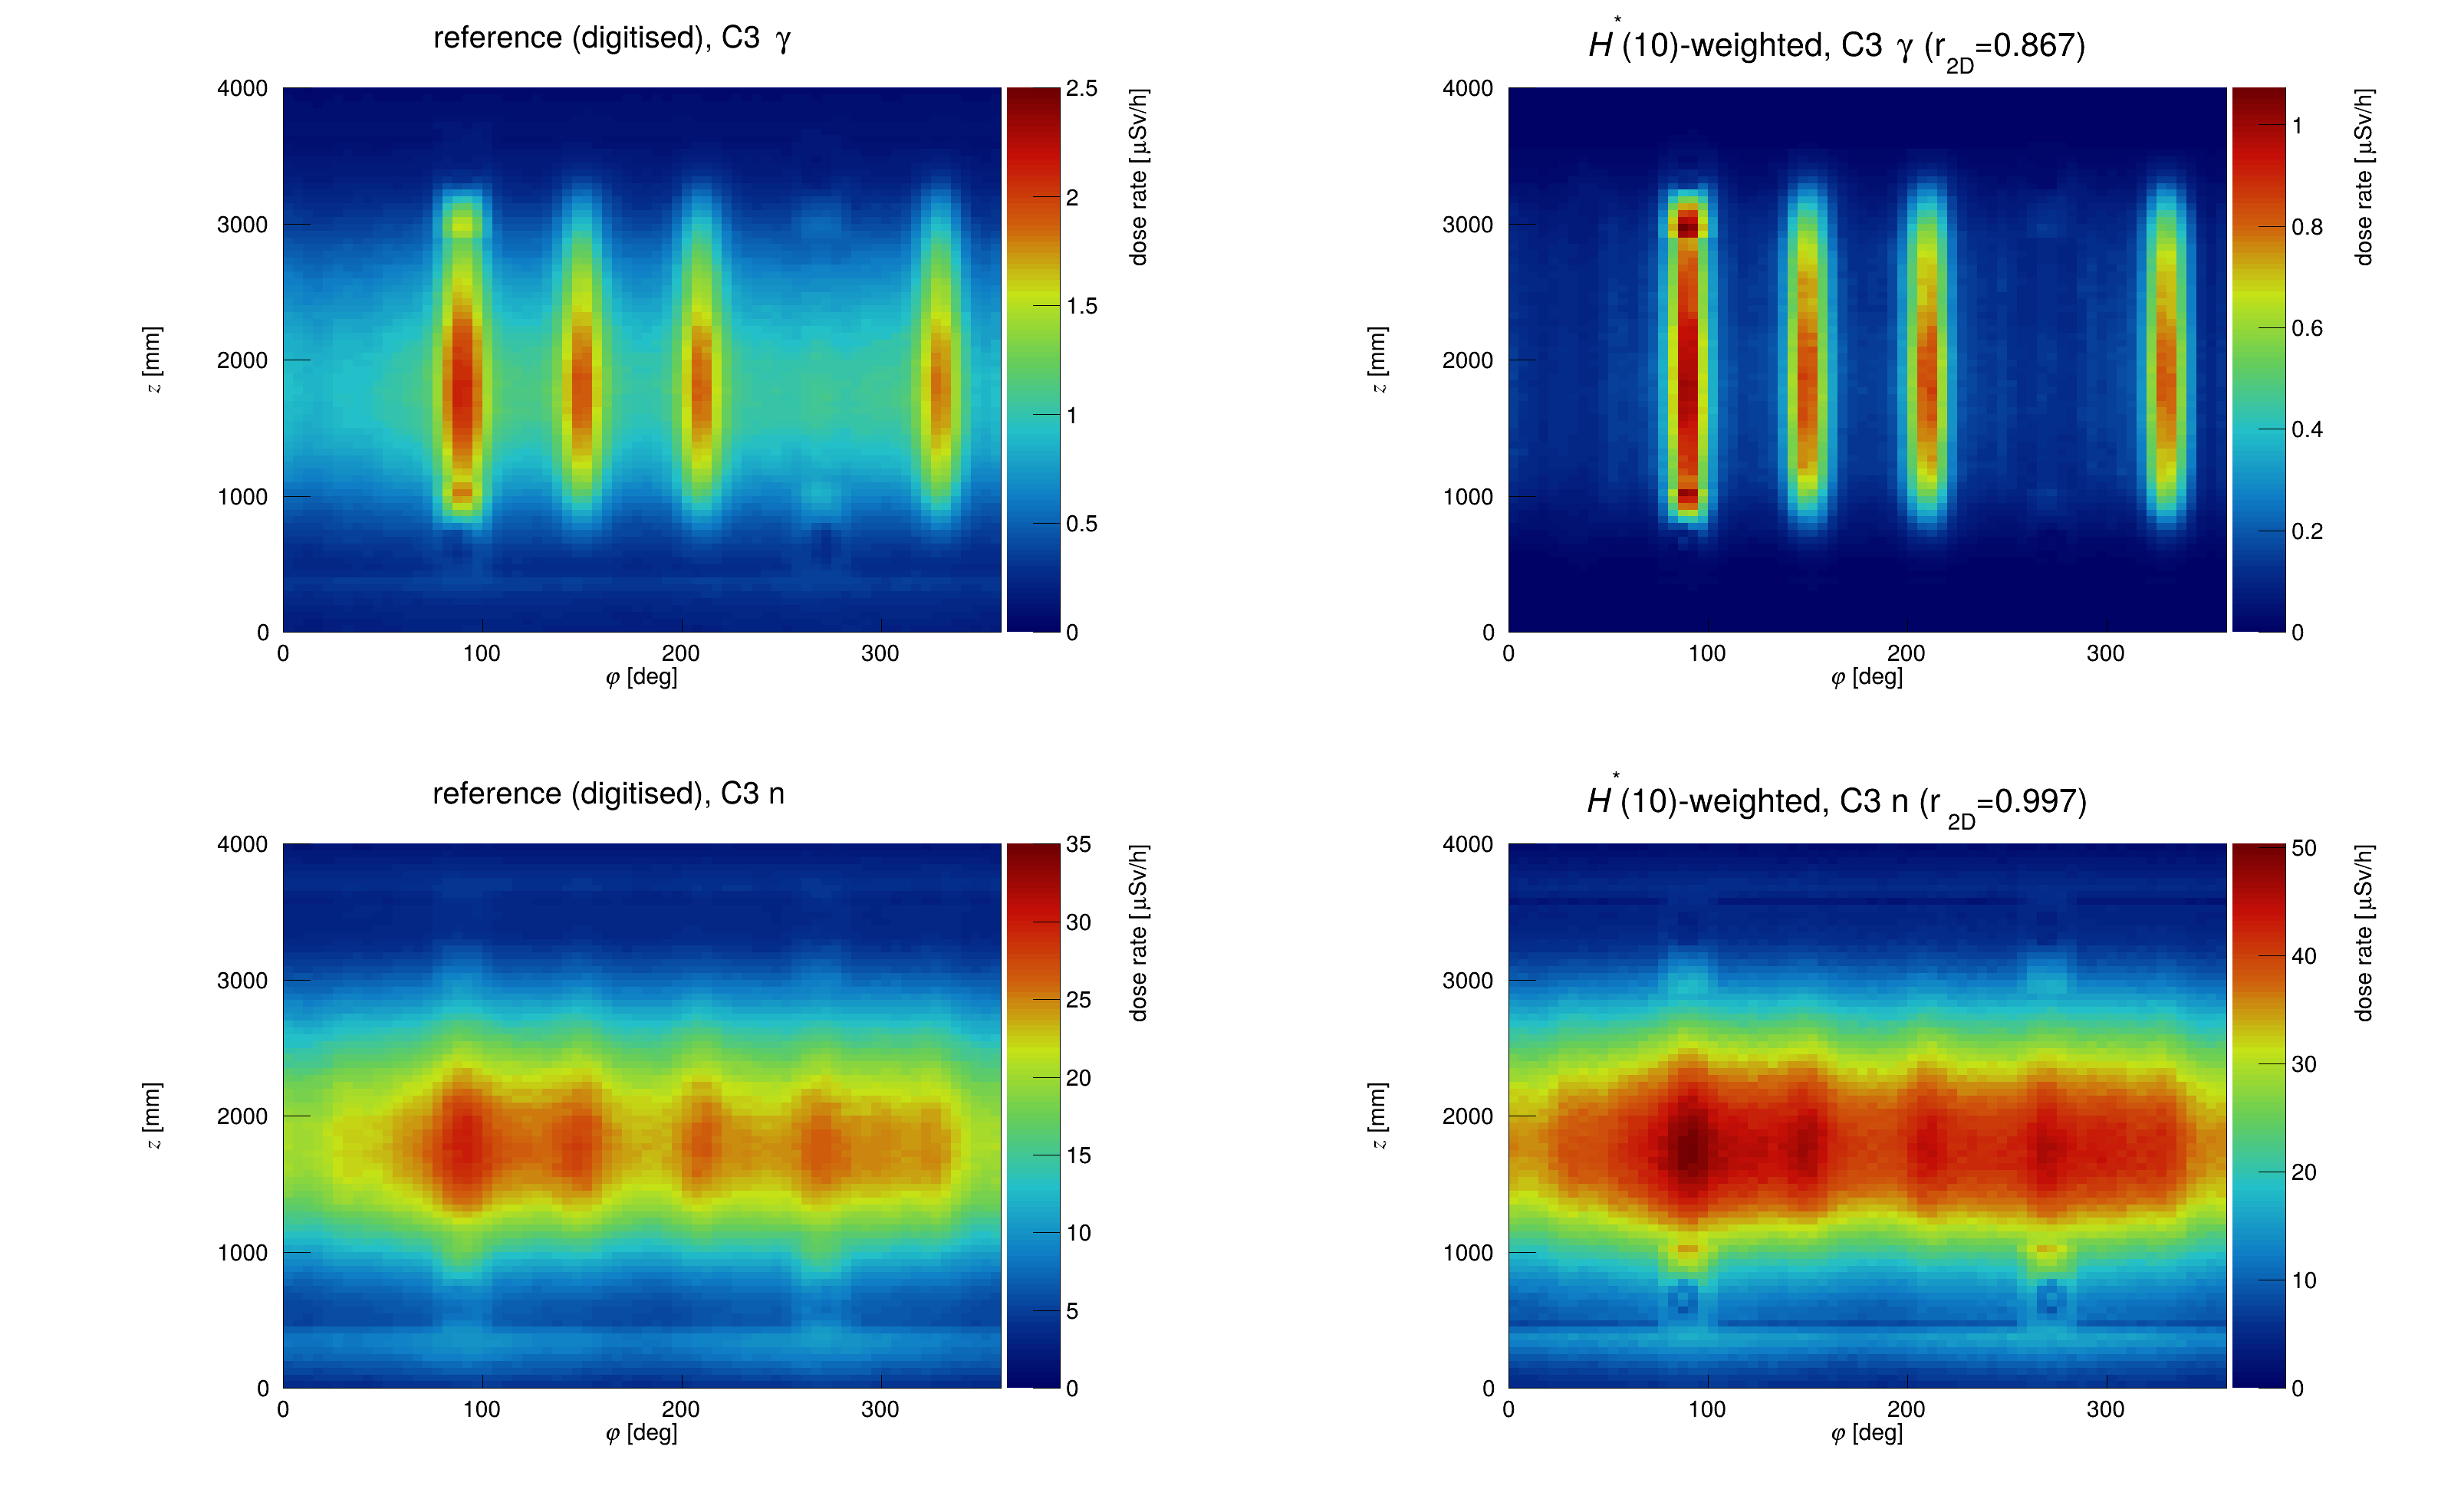 reference (digitised), C3 γ
4000
3000
2000
1000
0
z [mm]
0 100 200 300
φ [deg]
2.5
2
1.5
1
0.5
0
dose rate [μSv/h]
H*(10)-weighted, C3 γ (r2D=0.867)
4000
3000
2000
1000
0
z [mm]
0 100 200 300
φ [deg]
1
0.8
0.6
0.4
0.2
0
dose rate [μSv/h]
reference (digitised), C3 n
4000
3000
2000
1000
0
z [mm]
0 100 200 300
φ [deg]
35
30
25
20
15
10
5
0
dose rate [μSv/h]
H*(10)-weighted, C3 n (r2D=0.997)
4000
3000
2000
1000
0
z [mm]
0 100 200 300
φ [deg]
50
40
30
20
10
0
dose rate [μSv/h]